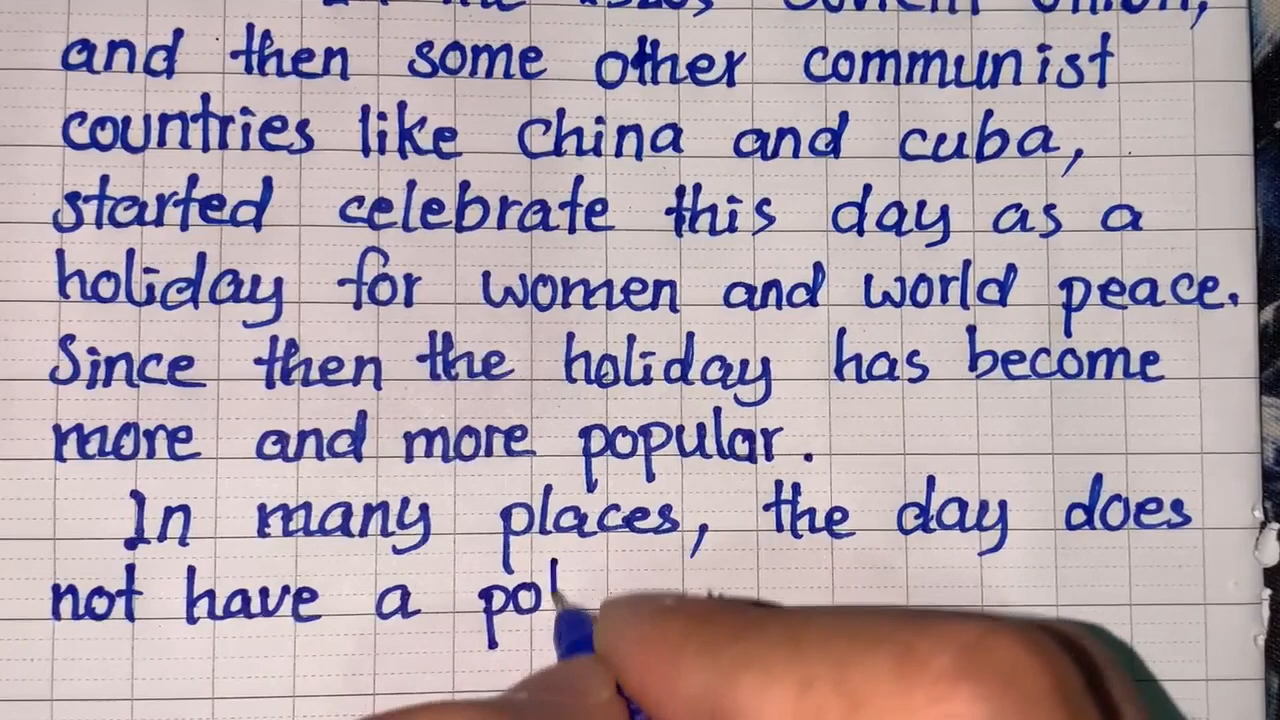 and then some other communist
countries like china and cuba,
started celebrate this day as a
holiday for women and world peace.
Since then the holiday has become
more and more popular.
In many places, the day does
not have a pol